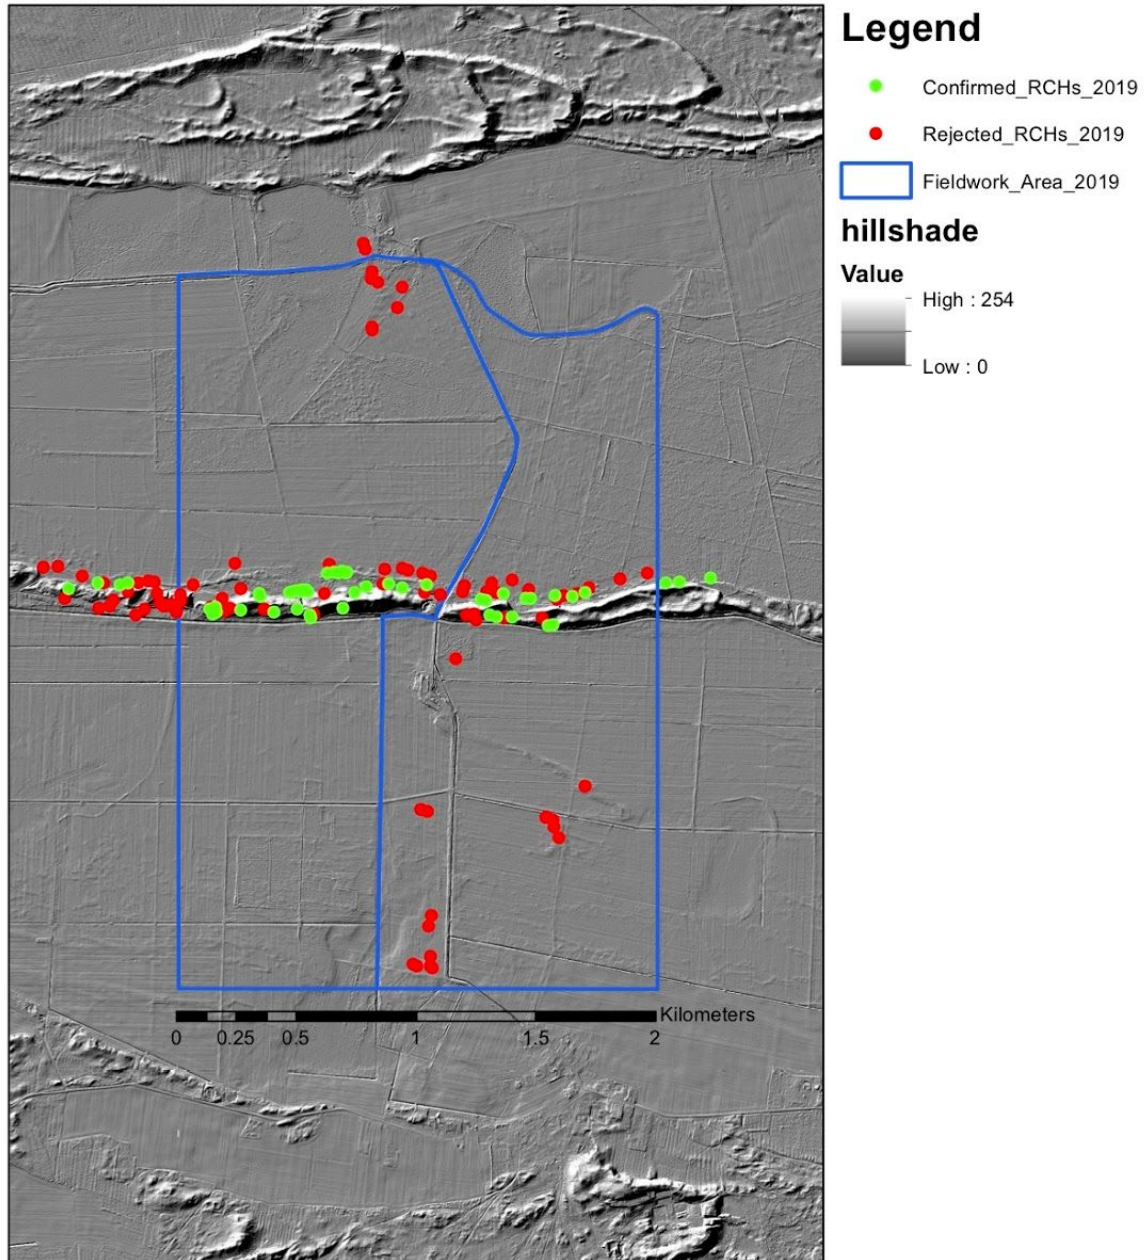 Legend
Confirmed_RCHs_2019
Rejected_RCHs_2019
Fieldwork_Area_2019
hillshade
Value
High : 254
Low : 0
Kilometers
0 0.25 0.5 1 1.5 2